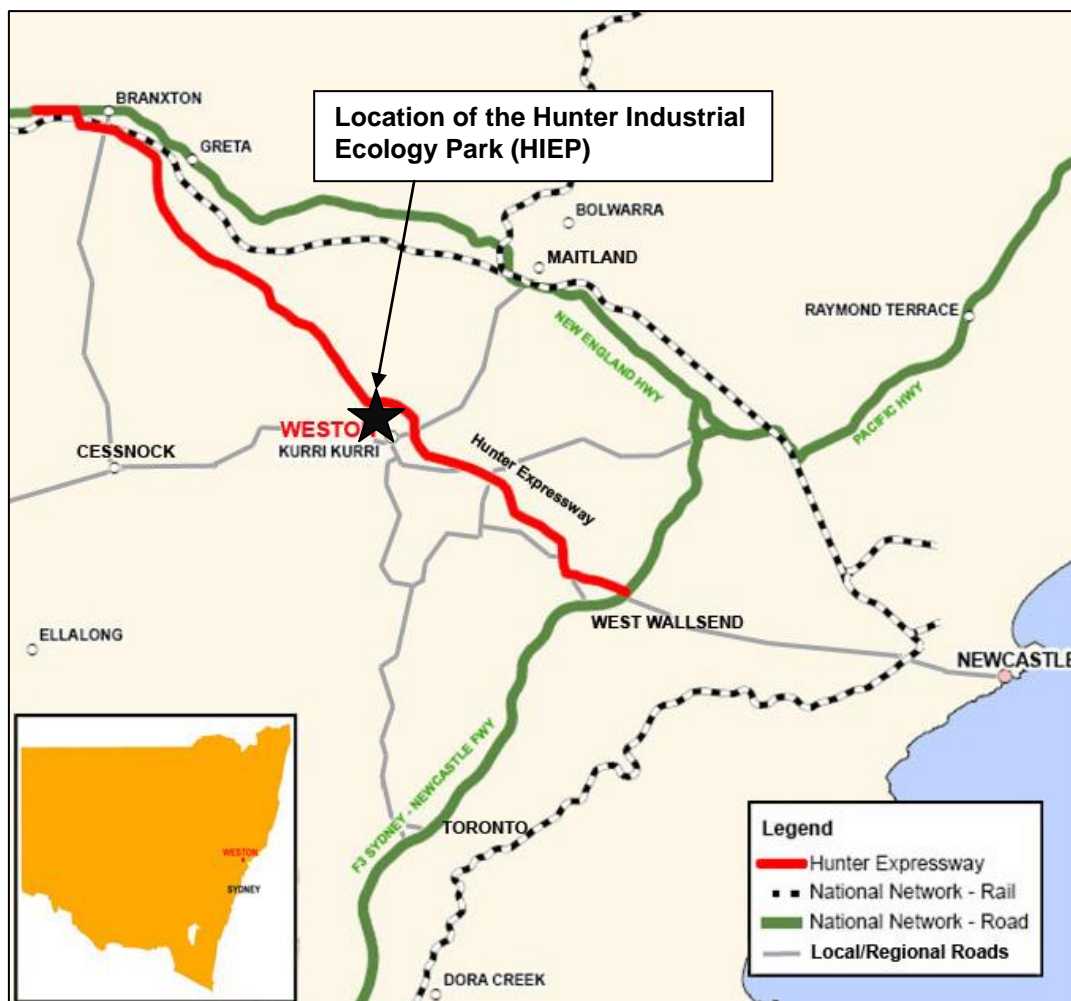 BRANXTON
Location of the Hunter Industrial
Ecology Park (HIEP)
GRETA
BOLWARRA
MAITLAND
RAYMOND TERRACE
NEW ENGLAND HWY
PACIFIC HWY
WESTON
KURRI KURRI
CESSNOCK
Hunter Expressway
ELLALONG
WEST WALLSEND
NEWCASTLE
F3 SYDNEY - NEWCASTLE FWY
TORONTO
DORA CREEK
WESTON
SYDNEY
Legend
Hunter Expressway
National Network - Rail
National Network - Road
Local/Regional Roads